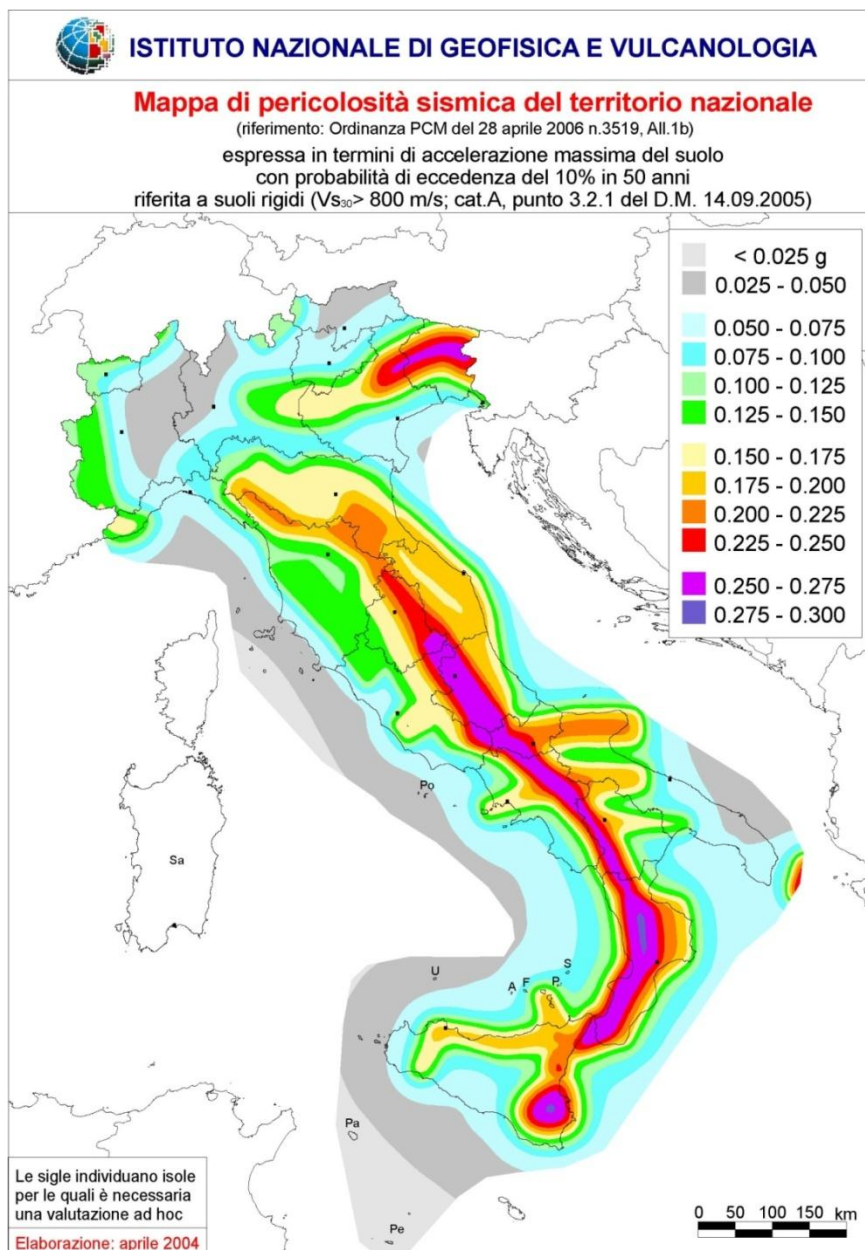 ISTITUTO NAZIONALE DI GEOFISICA E VULCANOLOGIA
Mappa di pericolosità sismica del territorio nazionale
(riferimento: Ordinanza PCM del 28 aprile 2006 n.3519, All.1b)
espressa in termini di accelerazione massima del suolo
con probabilità di eccedenza del 10% in 50 anni
riferita a suoli rigidi (Vs₃₀> 800 m/s; cat.A, punto 3.2.1 del D.M. 14.09.2005)
< 0.025 g
0.025 - 0.050
0.050 - 0.075
0.075 - 0.100
0.100 - 0.125
0.125 - 0.150
0.150 - 0.175
0.175 - 0.200
0.200 - 0.225
0.225 - 0.250
0.250 - 0.275
0.275 - 0.300
Po
Sa
U
A
F
P
S
Pa
Pe
Le sigle individuano isole
per le quali è necessaria
una valutazione ad hoc
Elaborazione: aprile 2004
0 50 100 150 km